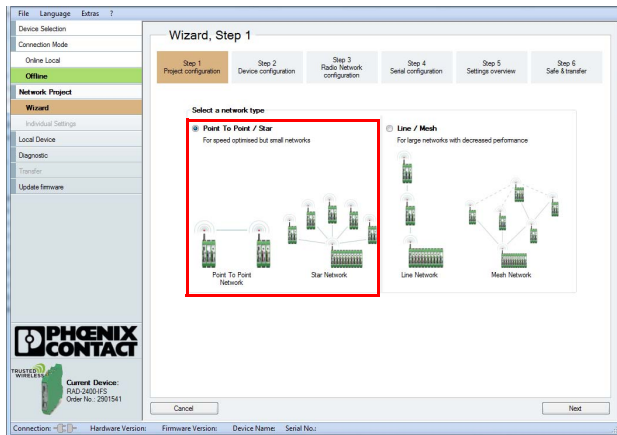 File Language Extras ?
Device Selection
Connection Mode
Online Local
Offline
Network Project
Wizard
Individual Settings
Local Device
Diagnostic
Transfer
Update firmware
Wizard, Step 1
Step 1
Project configuration
Step 2
Device configuration
Step 3
Radio Network
configuration
Step 4
Serial configuration
Step 5
Settings overview
Step 6
Safe & transfer
Select a network type
Point To Point / Star
For speed optimised but small networks
Line / Mesh
For large networks with decreased performance
Point To Point
Network
Star Network
Line Network
Mesh Network
PHŒNIX
CONTACT
TRUSTED
WIRELESS
Current Device:
RAD-2400-IFS
Order No.: 2901541
Cancel
Next
Connection: Hardware Version: Firmware Version: Device Name: Serial No.: